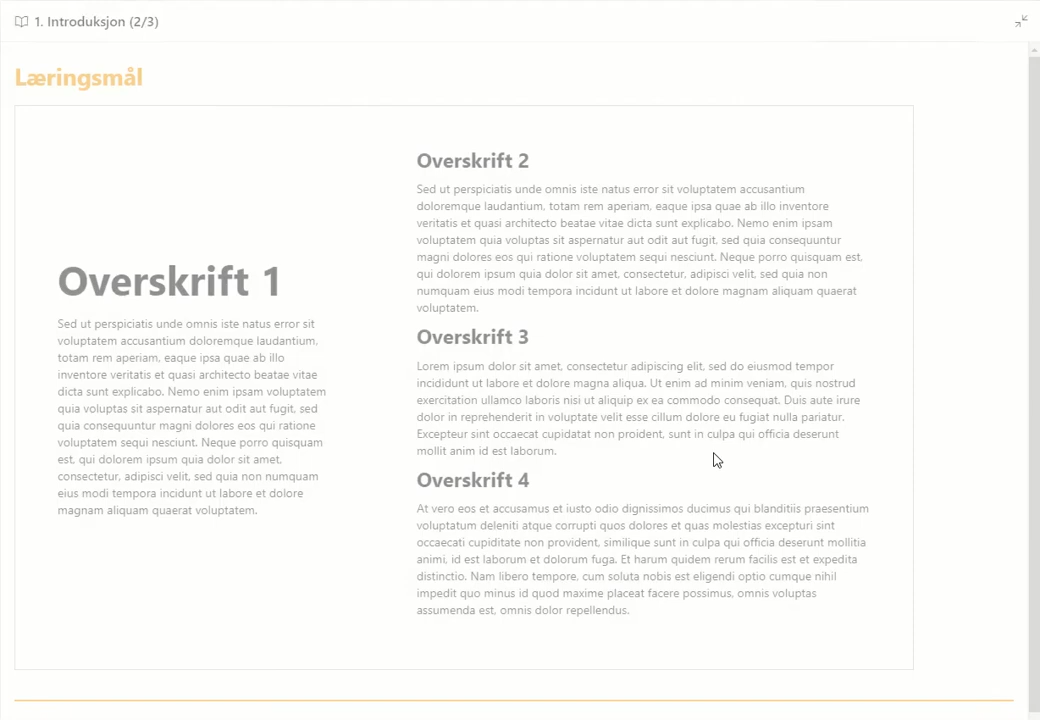 1. Introduksjon (2/3)
Læringsmål
Overskrift 1
Sed ut perspiciatis unde omnis iste natus error sit
voluptatem accusantium doloremque laudantium,
totam rem aperiam, eaque ipsa quae ab illo
inventore veritatis et quasi architecto beatae vitae
dicta sunt explicabo. Nemo enim ipsam voluptatem
quia voluptas sit aspernatur aut odit aut fugit, sed
quia consequuntur magni dolores eos qui ratione
voluptatem sequi nesciunt. Neque porro quisquam
est, qui dolorem ipsum quia dolor sit amet,
consectetur, adipisci velit, sed quia non numquam
eius modi tempora incidunt ut labore et dolore
magnam aliquam quaerat voluptatem.
Overskrift 2
Sed ut perspiciatis unde omnis iste natus error sit voluptatem accusantium
doloremque laudantium, totam rem aperiam, eaque ipsa quae ab illo inventore
veritatis et quasi architecto beatae vitae dicta sunt explicabo. Nemo enim ipsam
voluptatem quia voluptas sit aspernatur aut odit aut fugit, sed quia consequuntur
magni dolores eos qui ratione voluptatem sequi nesciunt. Neque porro quisquam est,
qui dolorem ipsum quia dolor sit amet, consectetur, adipisci velit, sed quia non
numquam eius modi tempora incidunt ut labore et dolore magnam aliquam quaerat
voluptatem.
Overskrift 3
Lorem ipsum dolor sit amet, consectetur adipiscing elit, sed do eiusmod tempor
incididunt ut labore et dolore magna aliqua. Ut enim ad minim veniam, quis nostrud
exercitation ullamco laboris nisi ut aliquip ex ea commodo consequat. Duis aute irure
dolor in reprehenderit in voluptate velit esse cillum dolore eu fugiat nulla pariatur.
Excepteur sint occaecat cupidatat non proident, sunt in culpa qui officia deserunt
mollit anim id est laborum.
Overskrift 4
At vero eos et accusamus et iusto odio dignissimos ducimus qui blanditiis praesentium
voluptatum deleniti atque corrupti quos dolores et quas molestias excepturi sint
occaecati cupiditate non provident, similique sunt in culpa qui officia deserunt mollitia
animi, id est laborum et dolorum fuga. Et harum quidem rerum facilis est et expedita
distinctio. Nam libero tempore, cum soluta nobis est eligendi optio cumque nihil
impedit quo minus id quod maxime placeat facere possimus, omnis voluptas
assumenda est, omnis dolor repellendus.